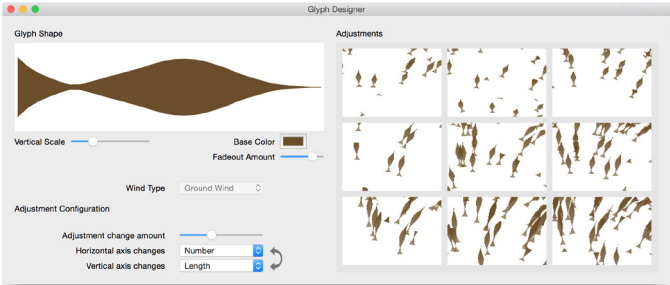 Glyph Designer
Glyph Shape
Vertical Scale
Base Color
Fadeout Amount
Wind Type
Ground Wind
Adjustment Configuration
Adjustment change amount
Horizontal axis changes
Number
Vertical axis changes
Length
Adjustments